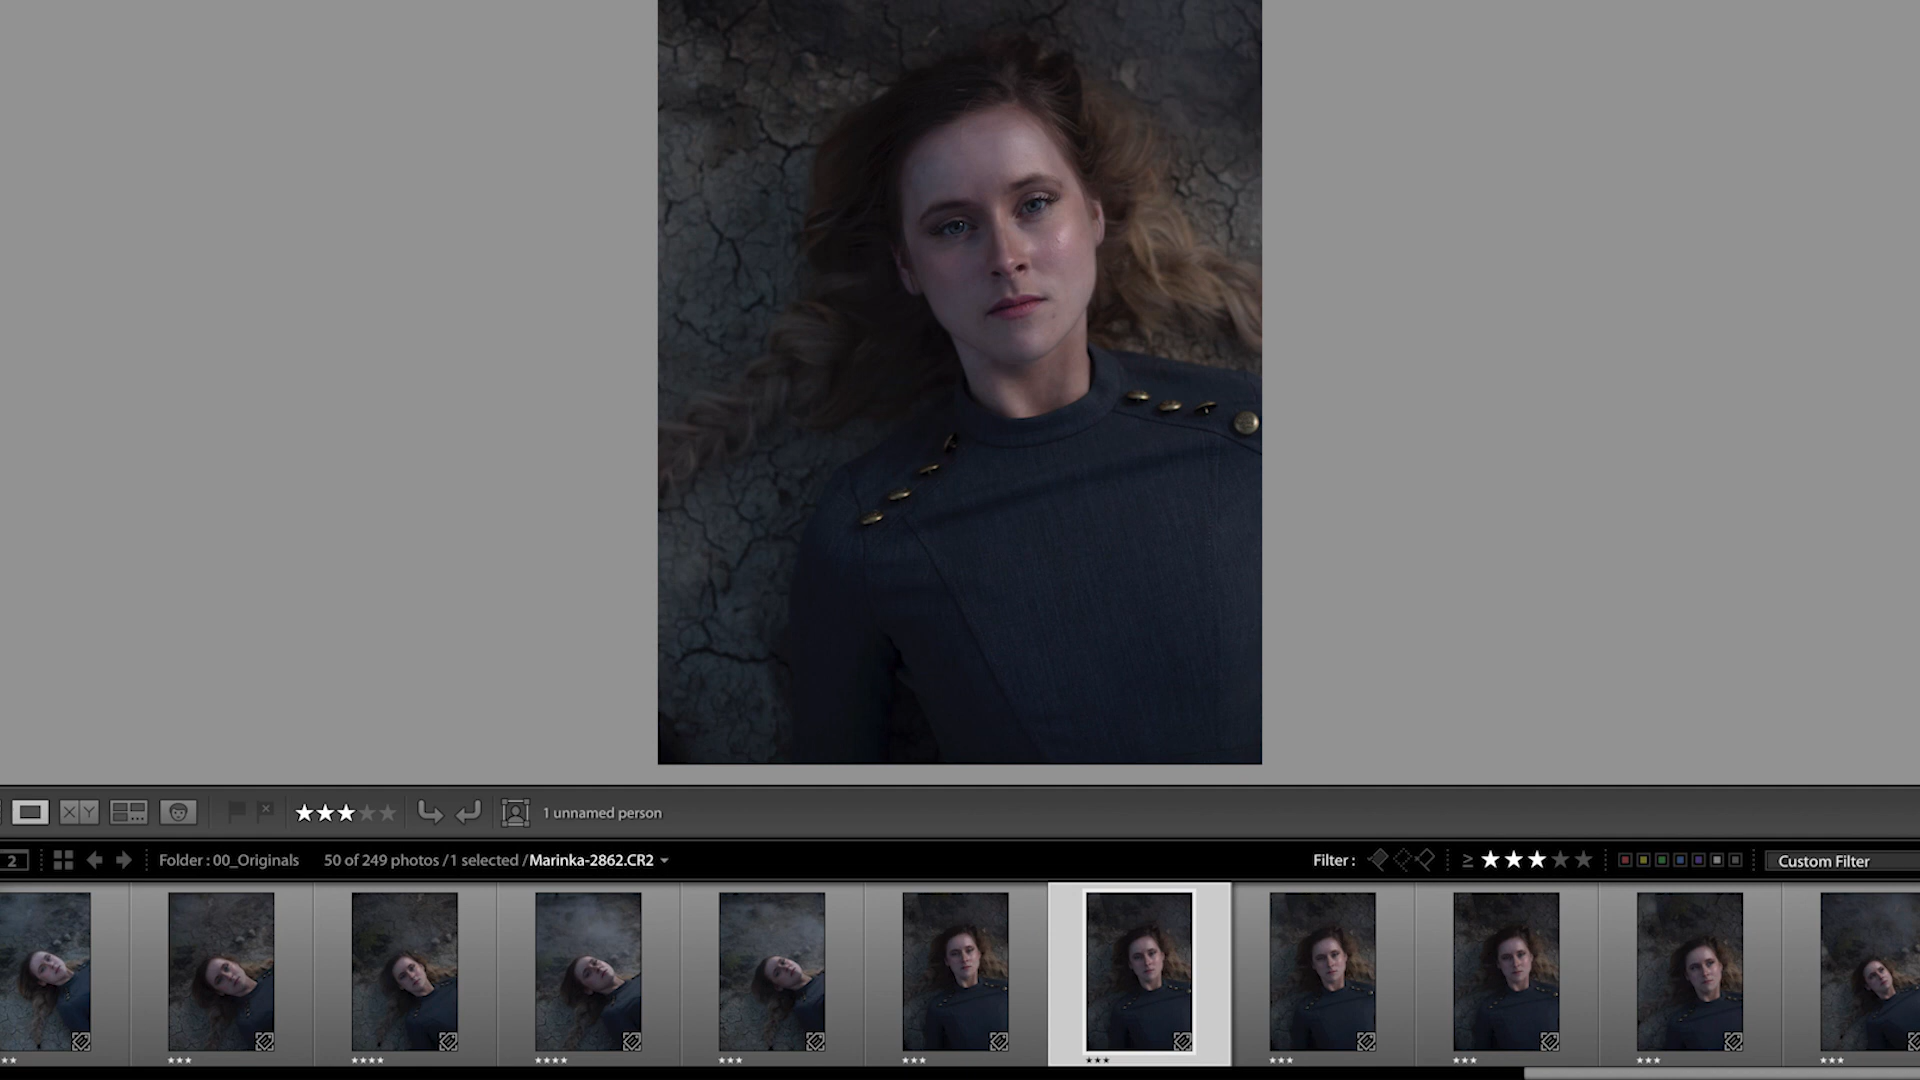 X Y
1 unnamed person
2
Folder : 00_Originals
50 of 249 photos / 1 selected / Marinka-2862.CR2
Filter :
≥
Custom Filter